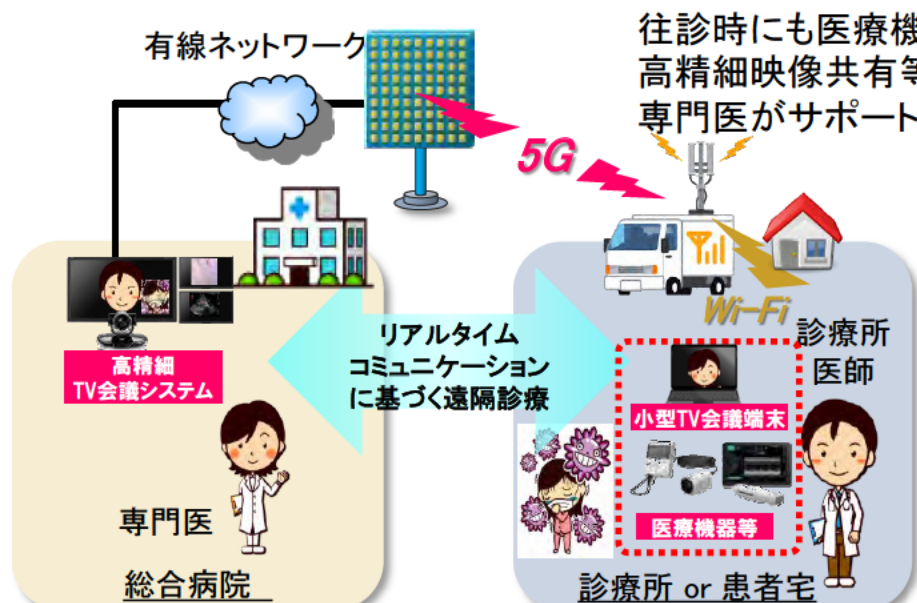 有線ネットワーク
往診時にも医療機
高精細映像共有等
専門医がサポート
5G
Wi-Fi
リアルタイム
コミュニケーション
に基づく遠隔診療
高精細
TV会議システム
専門医
総合病院
診療所
医師
小型TV会議端末
医療機器等
診療所 or 患者宅